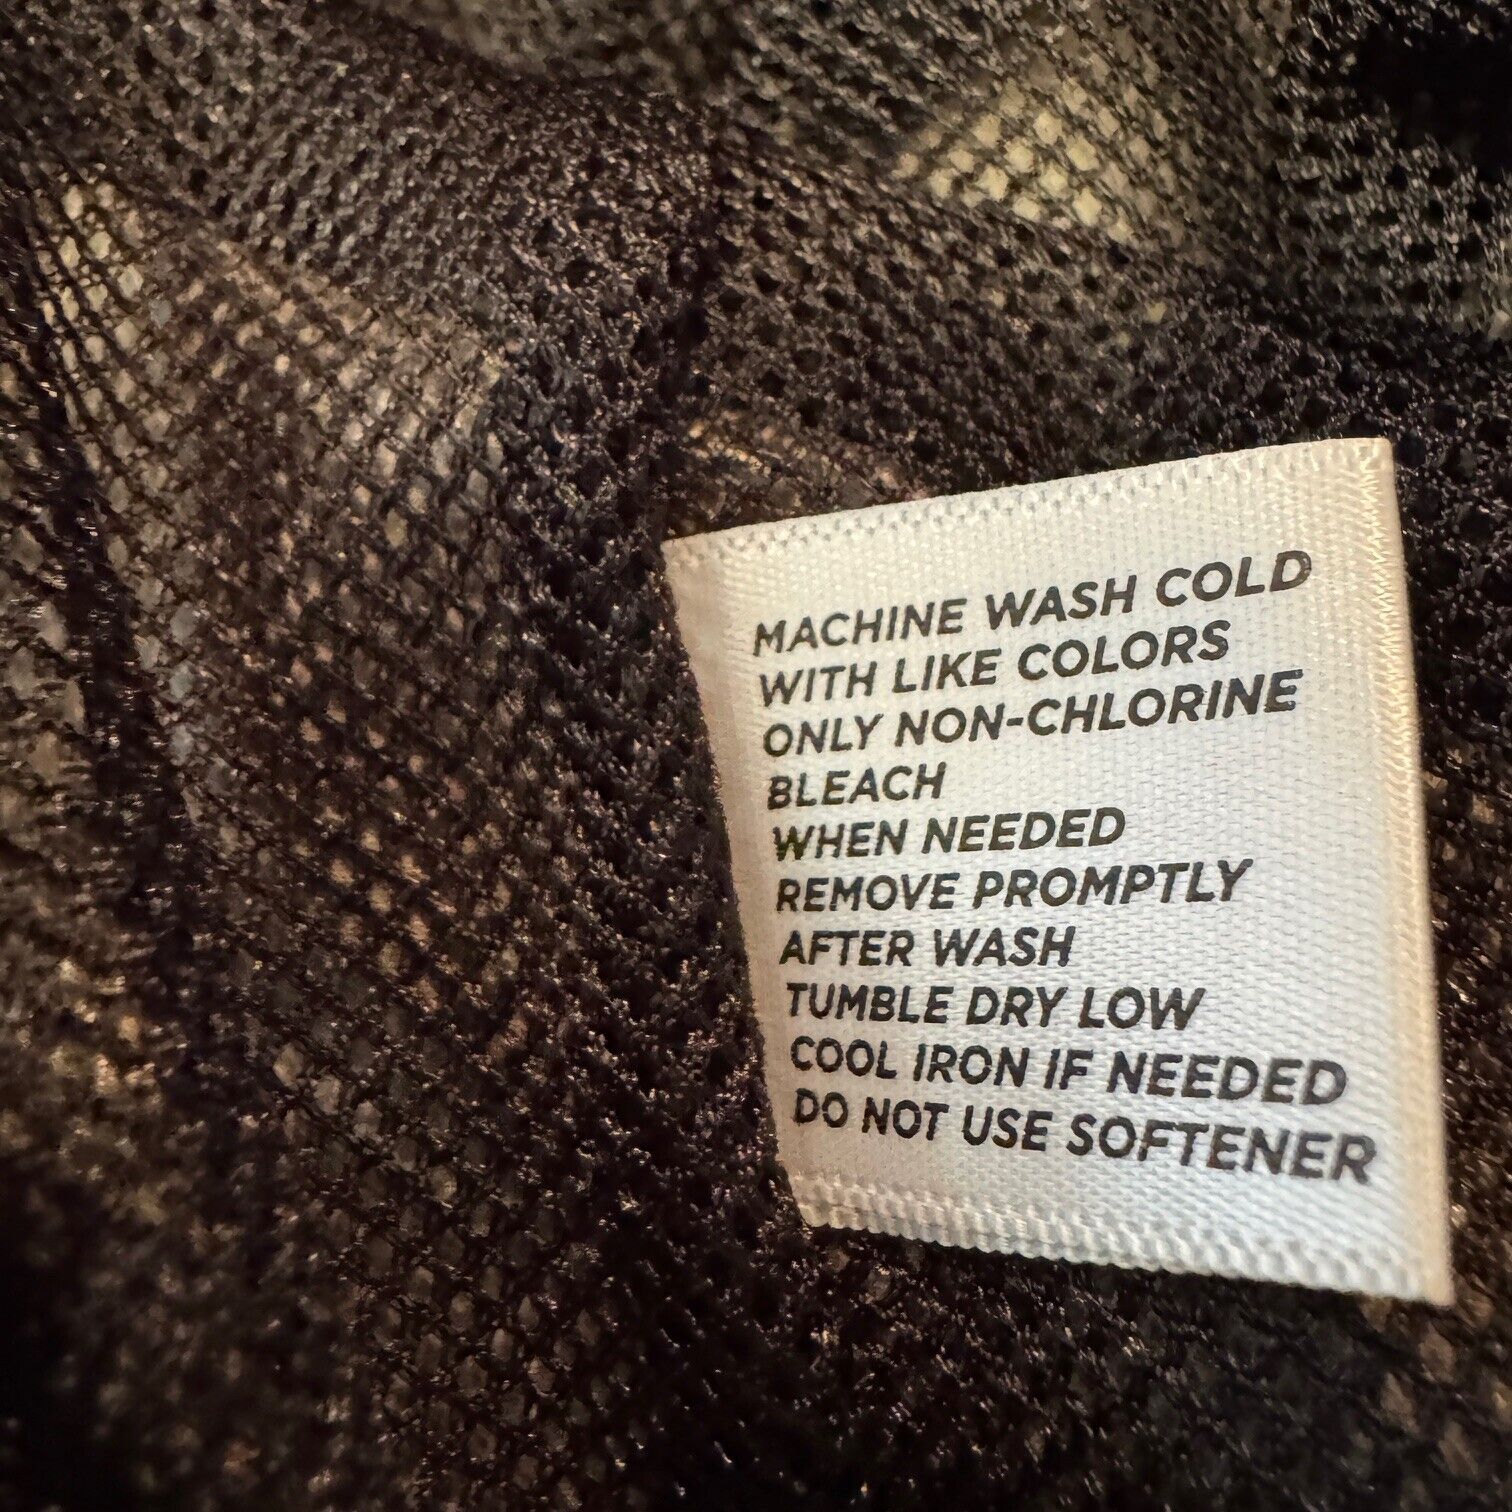 MACHINE WASH COLD
WITH LIKE COLORS
ONLY NON-CHLORINE
BLEACH
WHEN NEEDED
REMOVE PROMPTLY
AFTER WASH
TUMBLE DRY LOW
COOL IRON IF NEEDED
DO NOT USE SOFTENER